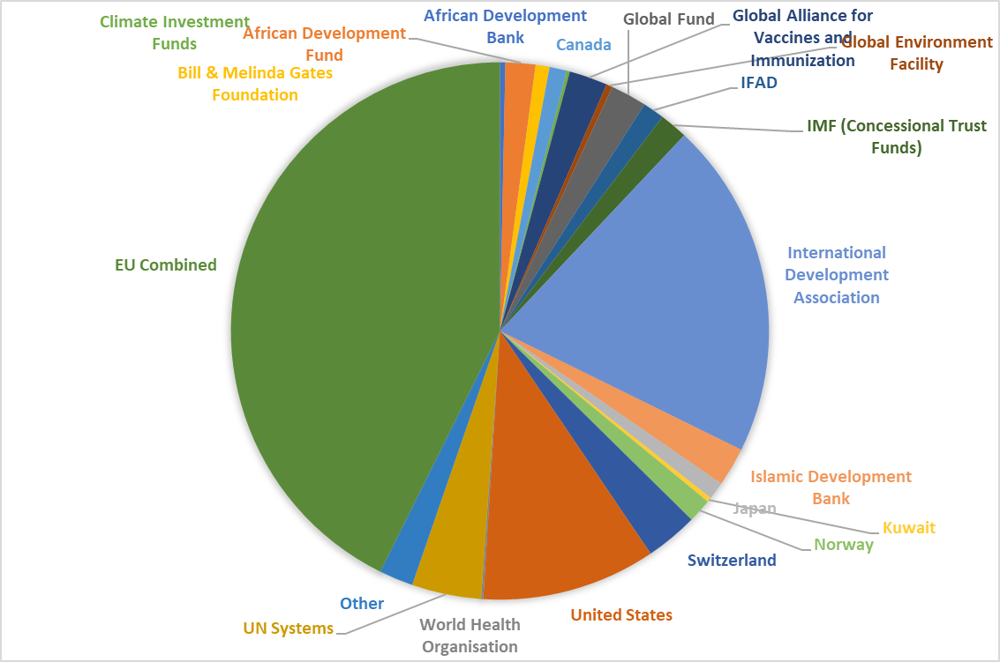 Climate Investment
Funds
African Development
Fund
Bill & Melinda Gates
Foundation
African Development
Bank
Canada
Global Fund
Global Alliance for
Vaccines and
Immunization
Global Environment
Facility
IFAD
IMF (Concessional Trust
Funds)
International
Development
Association
Islamic Development
Bank
Japan
Kuwait
Norway
Switzerland
United States
World Health
Organisation
UN Systems
Other
EU Combined